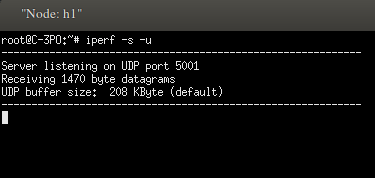 "Node: h1"
root@C-3PO:~# iperf -s -u
------------------------------------------------------------
Server listening on UDP port 5001
Receiving 1470 byte datagrams
UDP buffer size:  208 KByte (default)
------------------------------------------------------------